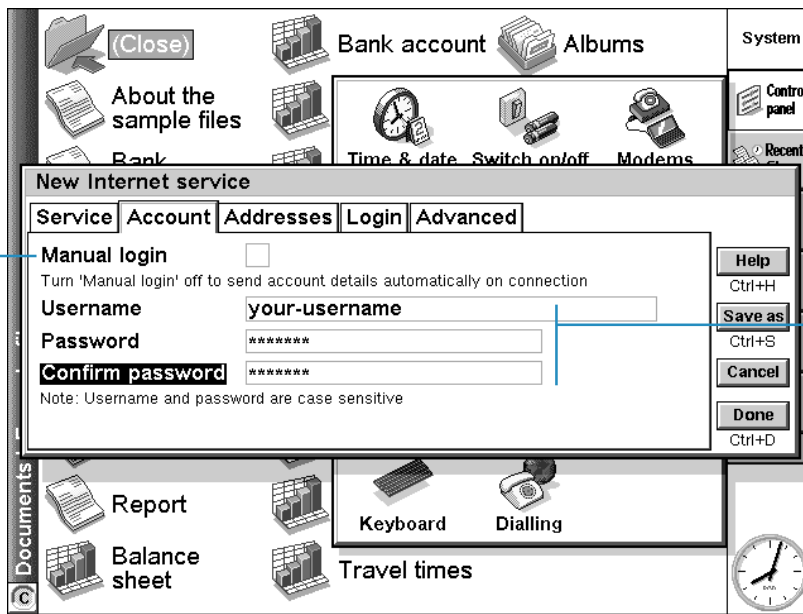 (Close)
Bank account
Albums
System
About the
sample files
Control
panel
Bank
Time & date
Switch on/off
Modems
Recent
New Internet service
Service
Account
Addresses
Login
Advanced
Manual login
Turn 'Manual login' off to send account details automatically on connection
Username
your-username
Password
*******
Confirm password
*******
Note: Username and password are case sensitive
Help
Ctrl+H
Save as
Ctrl+S
Cancel
Done
Ctrl+D
Documents
Report
Keyboard
Dialling
Balance
sheet
Travel times